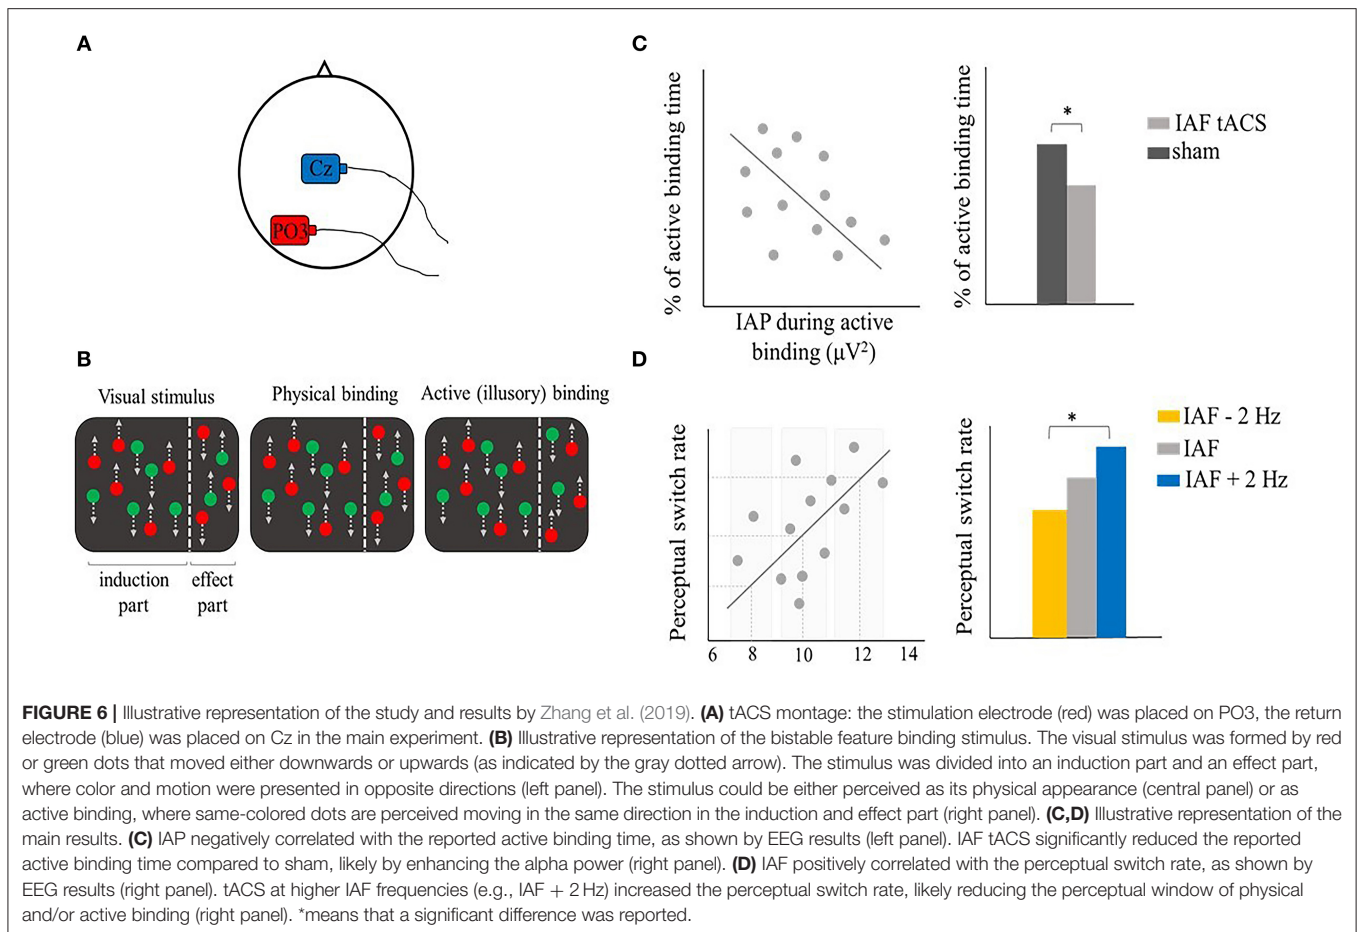 A
Cz
PO3
B
Visual stimulus
Physical binding
Active (illusory) binding
induction
part
effect
part
C
% of active binding time
IAP during active
binding (µV²)
% of active binding time
*
IAF tACS
sham
D
Perceptual switch rate
6 8 10 12 14
Perceptual switch rate
*
IAF - 2 Hz
IAF
IAF + 2 Hz
FIGURE 6 | Illustrative representation of the study and results by Zhang et al. (2019). (A) tACS montage: the stimulation electrode (red) was placed on PO3, the return
electrode (blue) was placed on Cz in the main experiment. (B) Illustrative representation of the bistable feature binding stimulus. The visual stimulus was formed by red
or green dots that moved either downwards or upwards (as indicated by the gray dotted arrow). The stimulus was divided into an induction part and an effect part,
where color and motion were presented in opposite directions (left panel). The stimulus could be either perceived as its physical appearance (central panel) or as
active binding, where same-colored dots are perceived moving in the same direction in the induction and effect part (right panel). (C,D) Illustrative representation of the
main results. (C) IAP negatively correlated with the reported active binding time, as shown by EEG results (left panel). IAF tACS significantly reduced the reported
active binding time compared to sham, likely by enhancing the alpha power (right panel). (D) IAF positively correlated with the perceptual switch rate, as shown by
EEG results (right panel). tACS at higher IAF frequencies (e.g., IAF + 2 Hz) increased the perceptual switch rate, likely reducing the perceptual window of physical
and/or active binding (right panel). *means that a significant difference was reported.